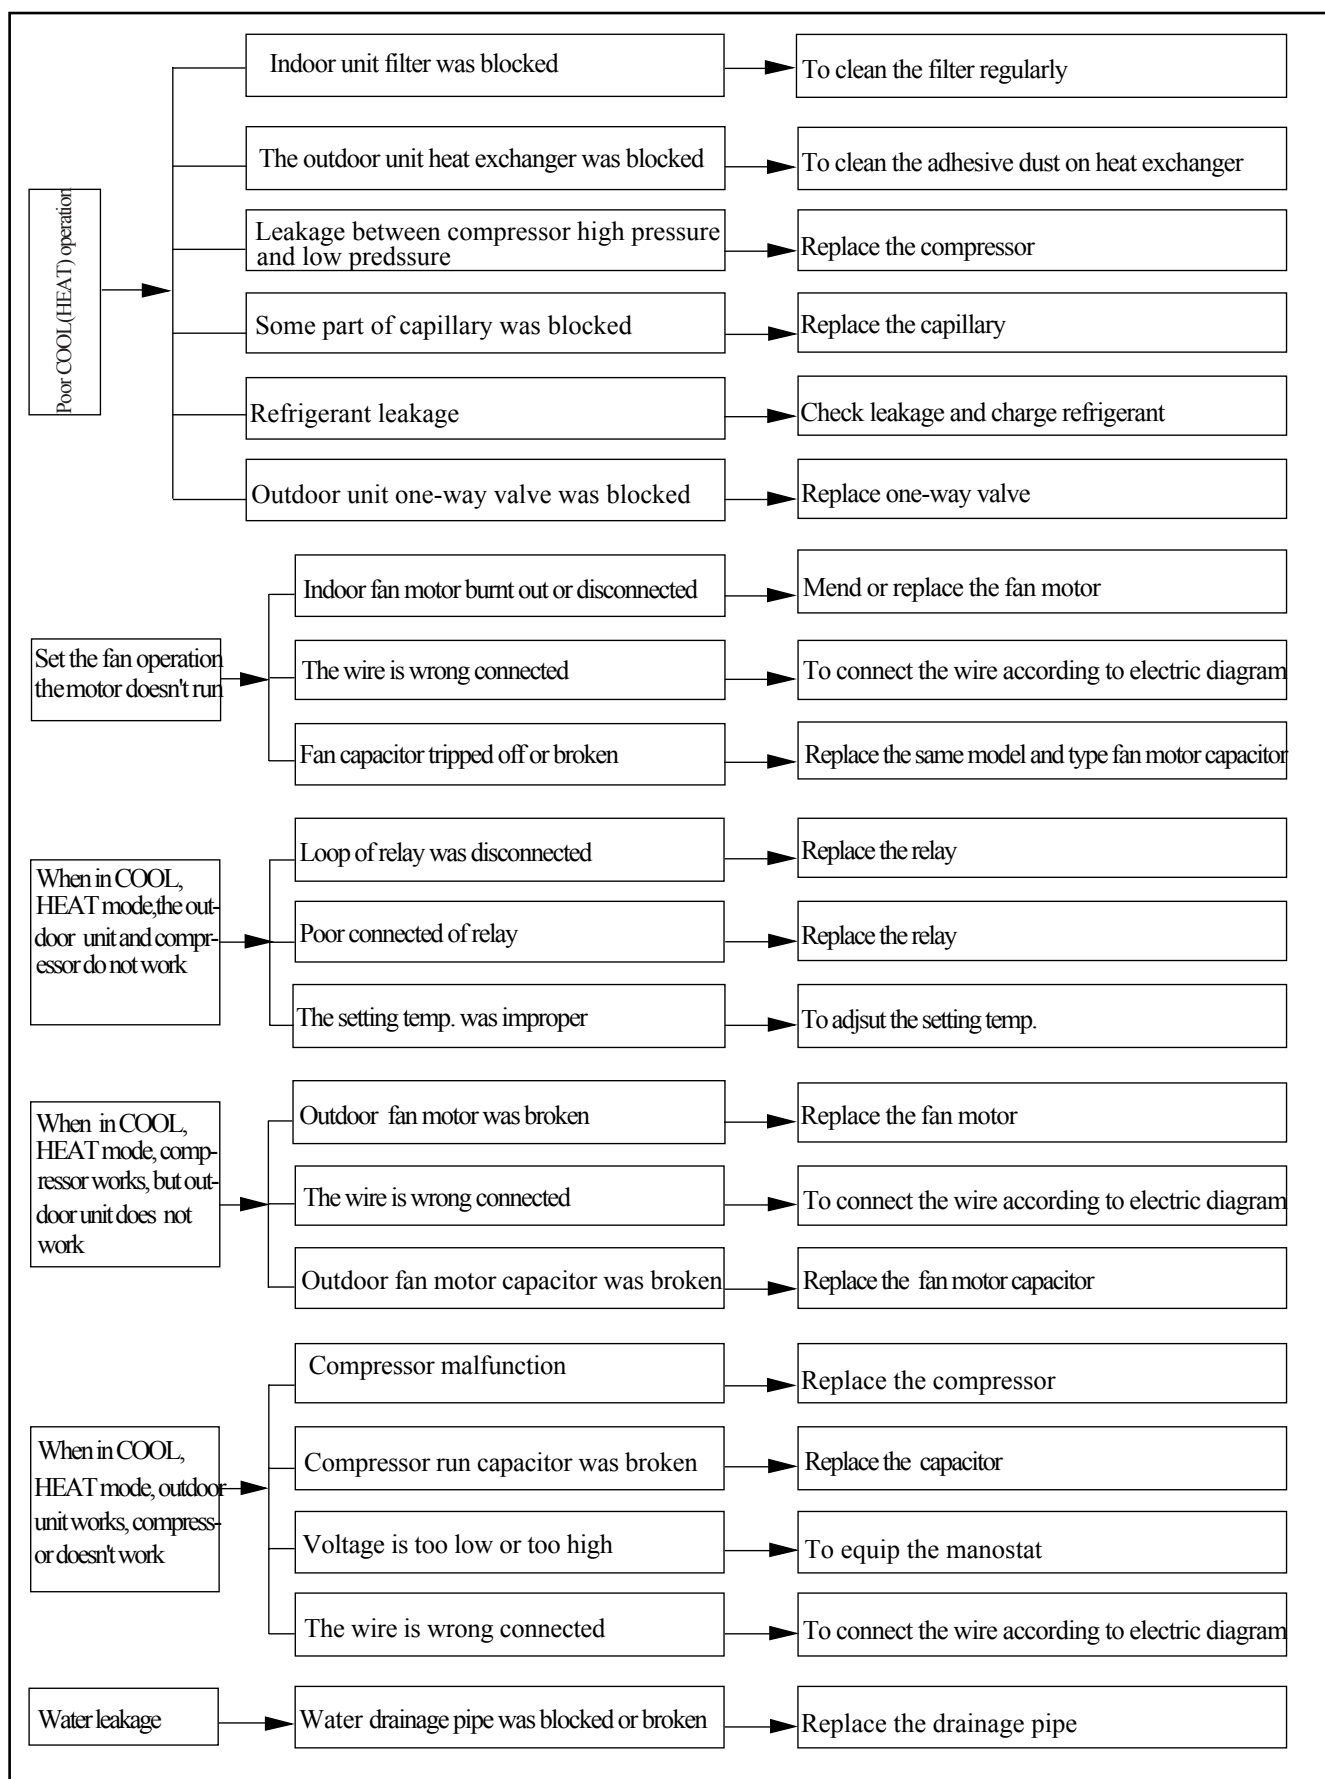 Poor COOL(HEAT) operation
Indoor unit filter was blocked
To clean the filter regularly
The outdoor unit heat exchanger was blocked
To clean the adhesive dust on heat exchanger
Leakage between compressor high pressure
and low predssure
Replace the compressor
Some part of capillary was blocked
Replace the capillary
Refrigerant leakage
Check leakage and charge refrigerant
Outdoor unit one-way valve was blocked
Replace one-way valve
Set the fan operation
the motor doesn't run
Indoor fan motor burnt out or disconnected
Mend or replace the fan motor
The wire is wrong connected
To connect the wire according to electric diagram
Fan capacitor tripped off or broken
Replace the same model and type fan motor capacitor
When in COOL,
HEAT mode,the out-
door unit and compr-
essor do not work
Loop of relay was disconnected
Replace the relay
Poor connected of relay
Replace the relay
The setting temp. was improper
To adjsut the setting temp.
When in COOL,
HEAT mode, comp-
ressor works, but out-
door unit does not
work
Outdoor fan motor was broken
Replace the fan motor
The wire is wrong connected
To connect the wire according to electric diagram
Outdoor fan motor capacitor was broken
Replace the fan motor capacitor
When in COOL,
HEAT mode, outdoor
unit works, compress-
or doesn't work
Compressor malfunction
Replace the compressor
Compressor run capacitor was broken
Replace the capacitor
Voltage is too low or too high
To equip the manostat
The wire is wrong connected
To connect the wire according to electric diagram
Water leakage
Water drainage pipe was blocked or broken
Replace the drainage pipe